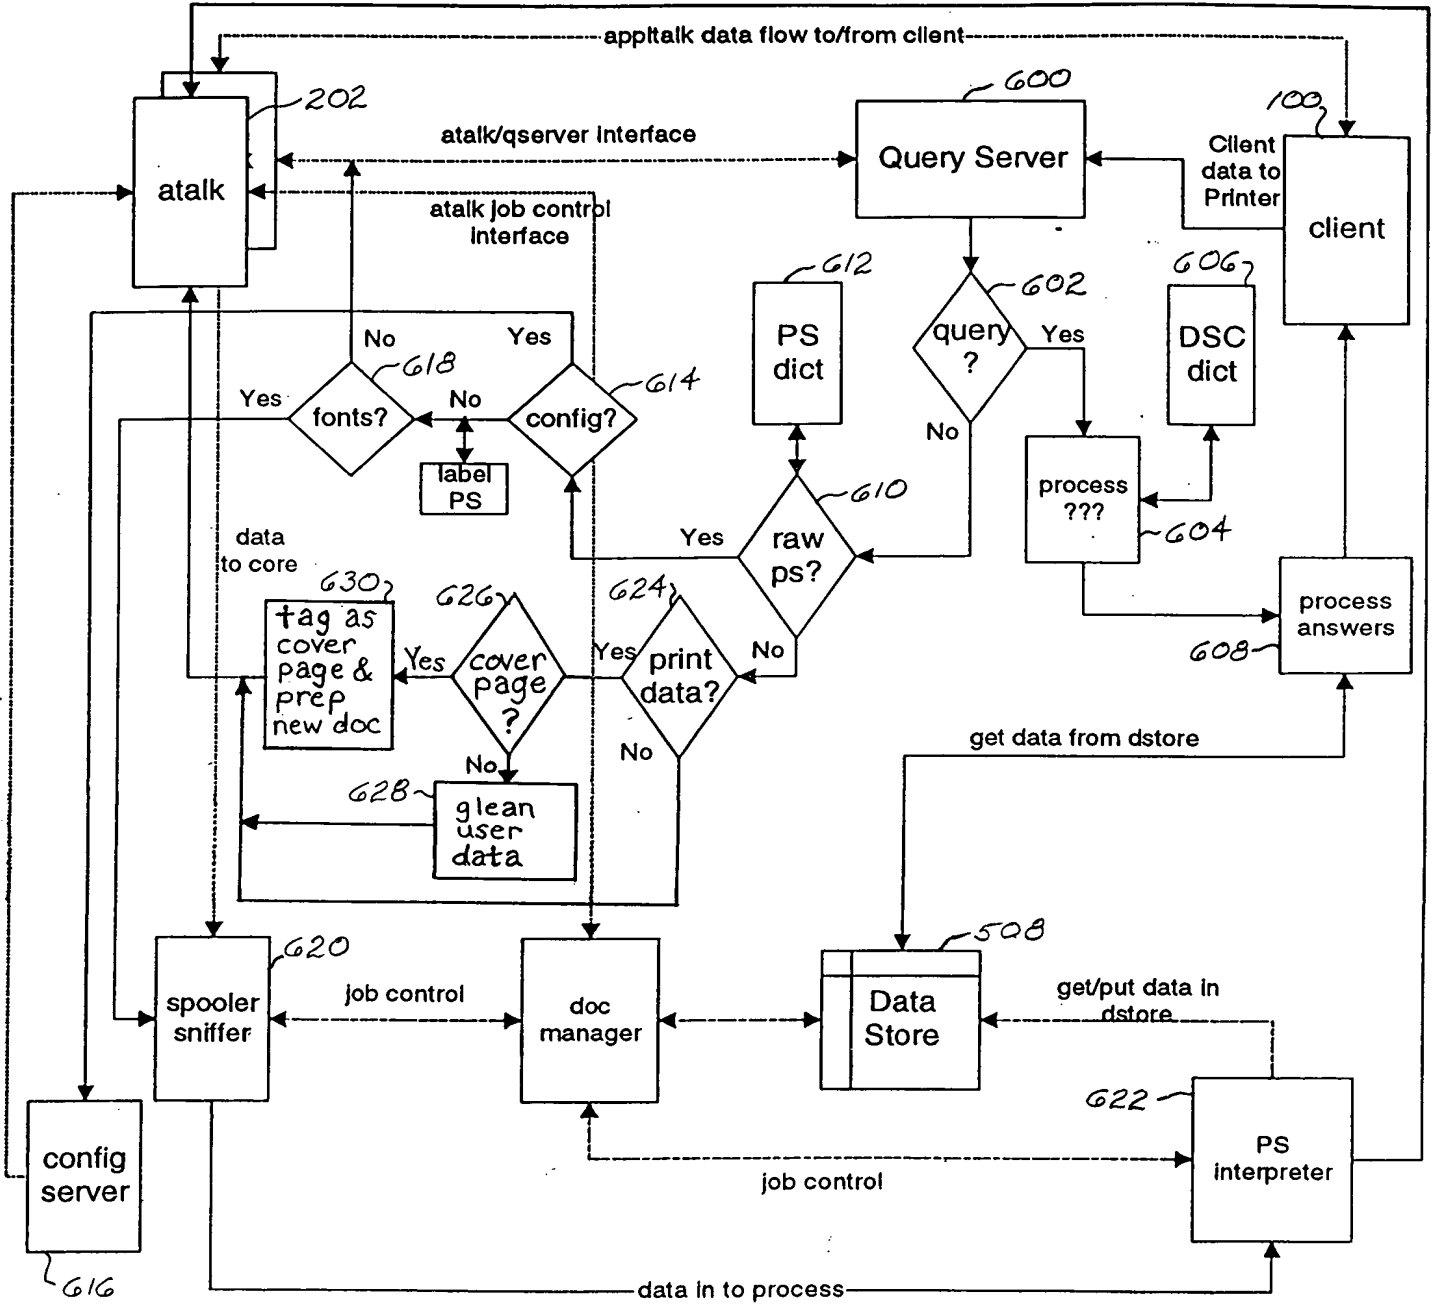 appltalk data flow to/from client
202
600
100
atalk/qserver interface
Query Server
Client
data to
Printer
atalk
client
atalk job control
interface
612
602
606
PS
dict
query
?
Yes
DSC
dict
No
Yes
618
614
Yes
fonts?
No
config?
No
label
PS
610
process
???
604
raw
ps?
Yes
data
to core
630
626
624
process
answers
608
tag as
cover
page &
prep
new doc
Yes
cover
page
?
Yes
print
data?
No
No
No
get data from dstore
628
glean
user
data
620
508
spooler
sniffer
job control
doc
manager
Data
Store
get/put data in
dstore
622
config
server
PS
interpreter
job control
616
data in to process